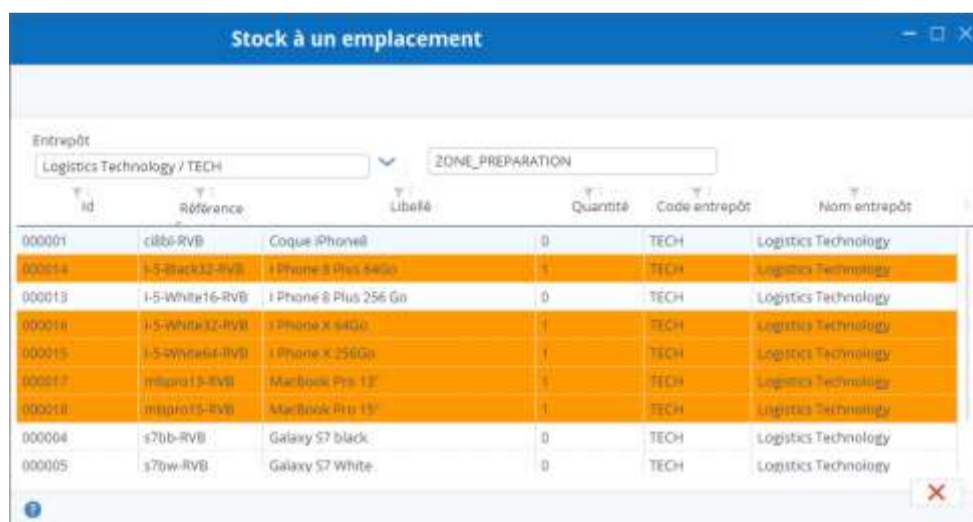 Stock à un emplacement
Entrepôt
Logistics Technology / TECH ZONE_PREPARATION
Id Référence Libellé Quantité Code entrepôt Nom entrepôt
000001 ci8bl-RVB Coque iPhone8 0 TECH Logistics Technology
000014 I-5-Black32-RVB I Phone 8 Plus 64Go 1 TECH Logistics Technology
000013 I-5-White16-RVB I Phone 8 Plus 256 Go 0 TECH Logistics Technology
000016 I-5-White32-RVB I Phone X 64Go 1 TECH Logistics Technology
000015 I-5-White64-RVB I Phone X 256Go 1 TECH Logistics Technology
000017 mbpro13-RVB MacBook Pro 13" 1 TECH Logistics Technology
000018 mbpro15-RVB MacBook Pro 15" 1 TECH Logistics Technology
000004 s7bb-RVB Galaxy S7 black 0 TECH Logistics Technology
000005 s7bw-RVB Galaxy S7 White 0 TECH Logistics Technology